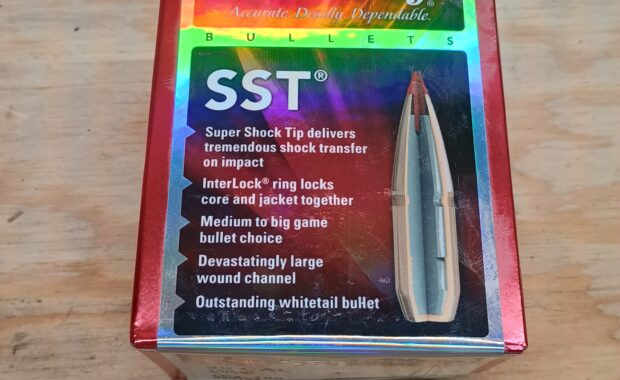 Accurate. Deadly. Dependable.
BULLETS
SST®
Super Shock Tip delivers
tremendous shock transfer
on impact
InterLock® ring locks
core and jacket together
Medium to big game
bullet choice
Devastatingly large
wound channel
Outstanding whitetail bullet
SST